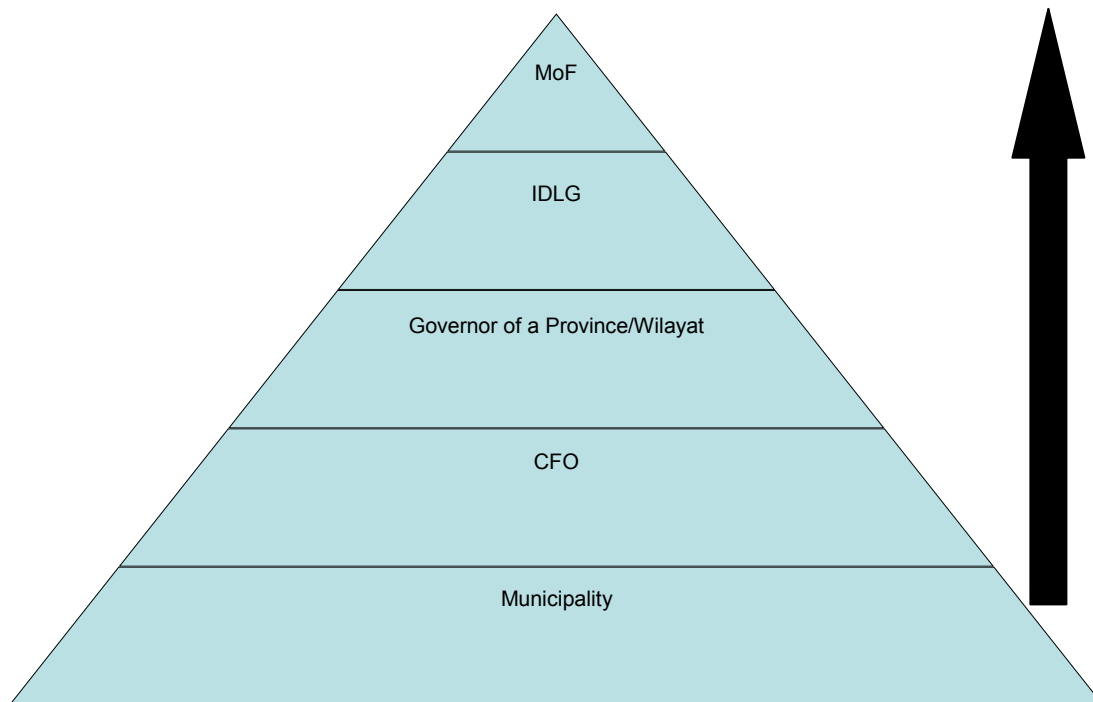 MoF
IDLG
Governor of a Province/Wilayat
CFO
Municipality